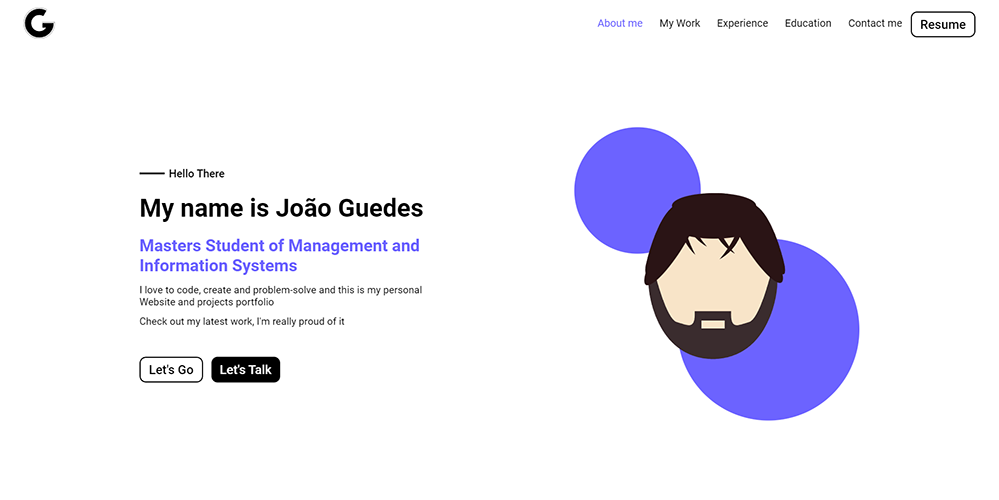 G
About me
My Work
Experience
Education
Contact me
Resume
Hello There
My name is João Guedes
Masters Student of Management and
Information Systems
I love to code, create and problem-solve and this is my personal
Website and projects portfolio
Check out my latest work, I'm really proud of it
Let's Go
Let's Talk